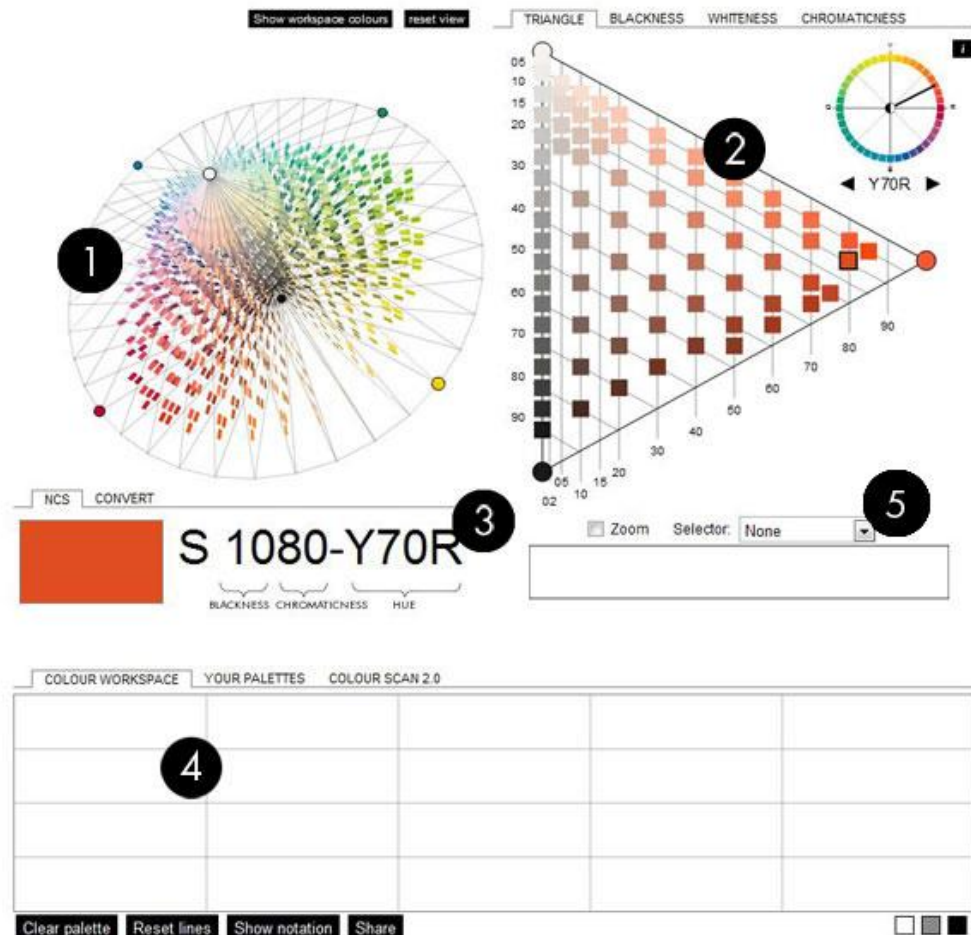 Show workspace colours reset view
TRIANGLE BLACKNESS WHITENESS CHROMATICNESS
i
05
10
15
20
30
40
50
60
70
80
90
02 05 10 15 20 30 40 50 60 70 80 90
Y70R
1
2
NCS CONVERT
3
S 1080-Y70R
BLACKNESS CHROMATICNESS HUE
5
Zoom Selector: None
COLOUR WORKSPACE YOUR PALETTES COLOUR SCAN 2.0
4
Clear palette Reset lines Show notation Share